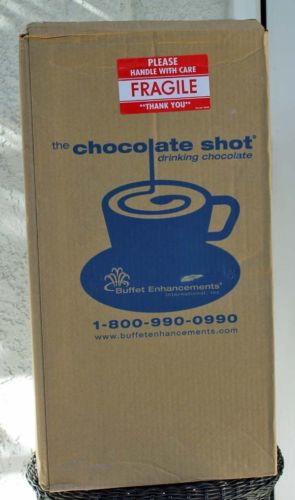 PLEASE
HANDLE WITH CARE
FRAGILE
**THANK YOU**
the chocolate shot®
drinking chocolate
Buffet Enhancements®
International, Inc
1-800-990-0990
www.buffetenhancements.com